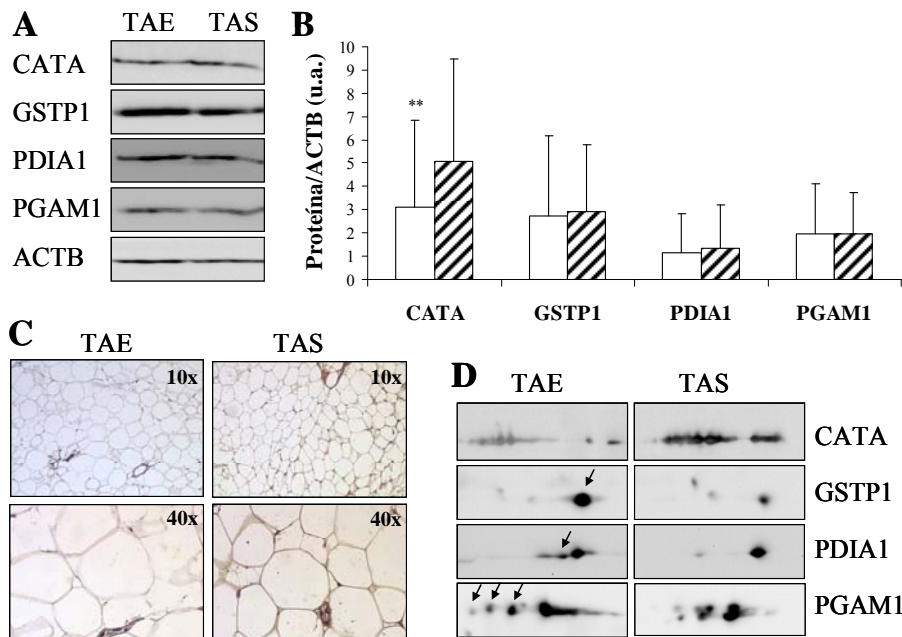 A
TAE TAS
CATA
GSTP1
PDIA1
PGAM1
ACTB
B
Proteína/ACTB (u.a.)
10
9
8
7
6
5
4
3
2
1
0
**
CATA GSTP1 PDIA1 PGAM1
C
TAE TAS
10x 10x
40x 40x
D
TAE TAS
CATA
GSTP1
PDIA1
PGAM1